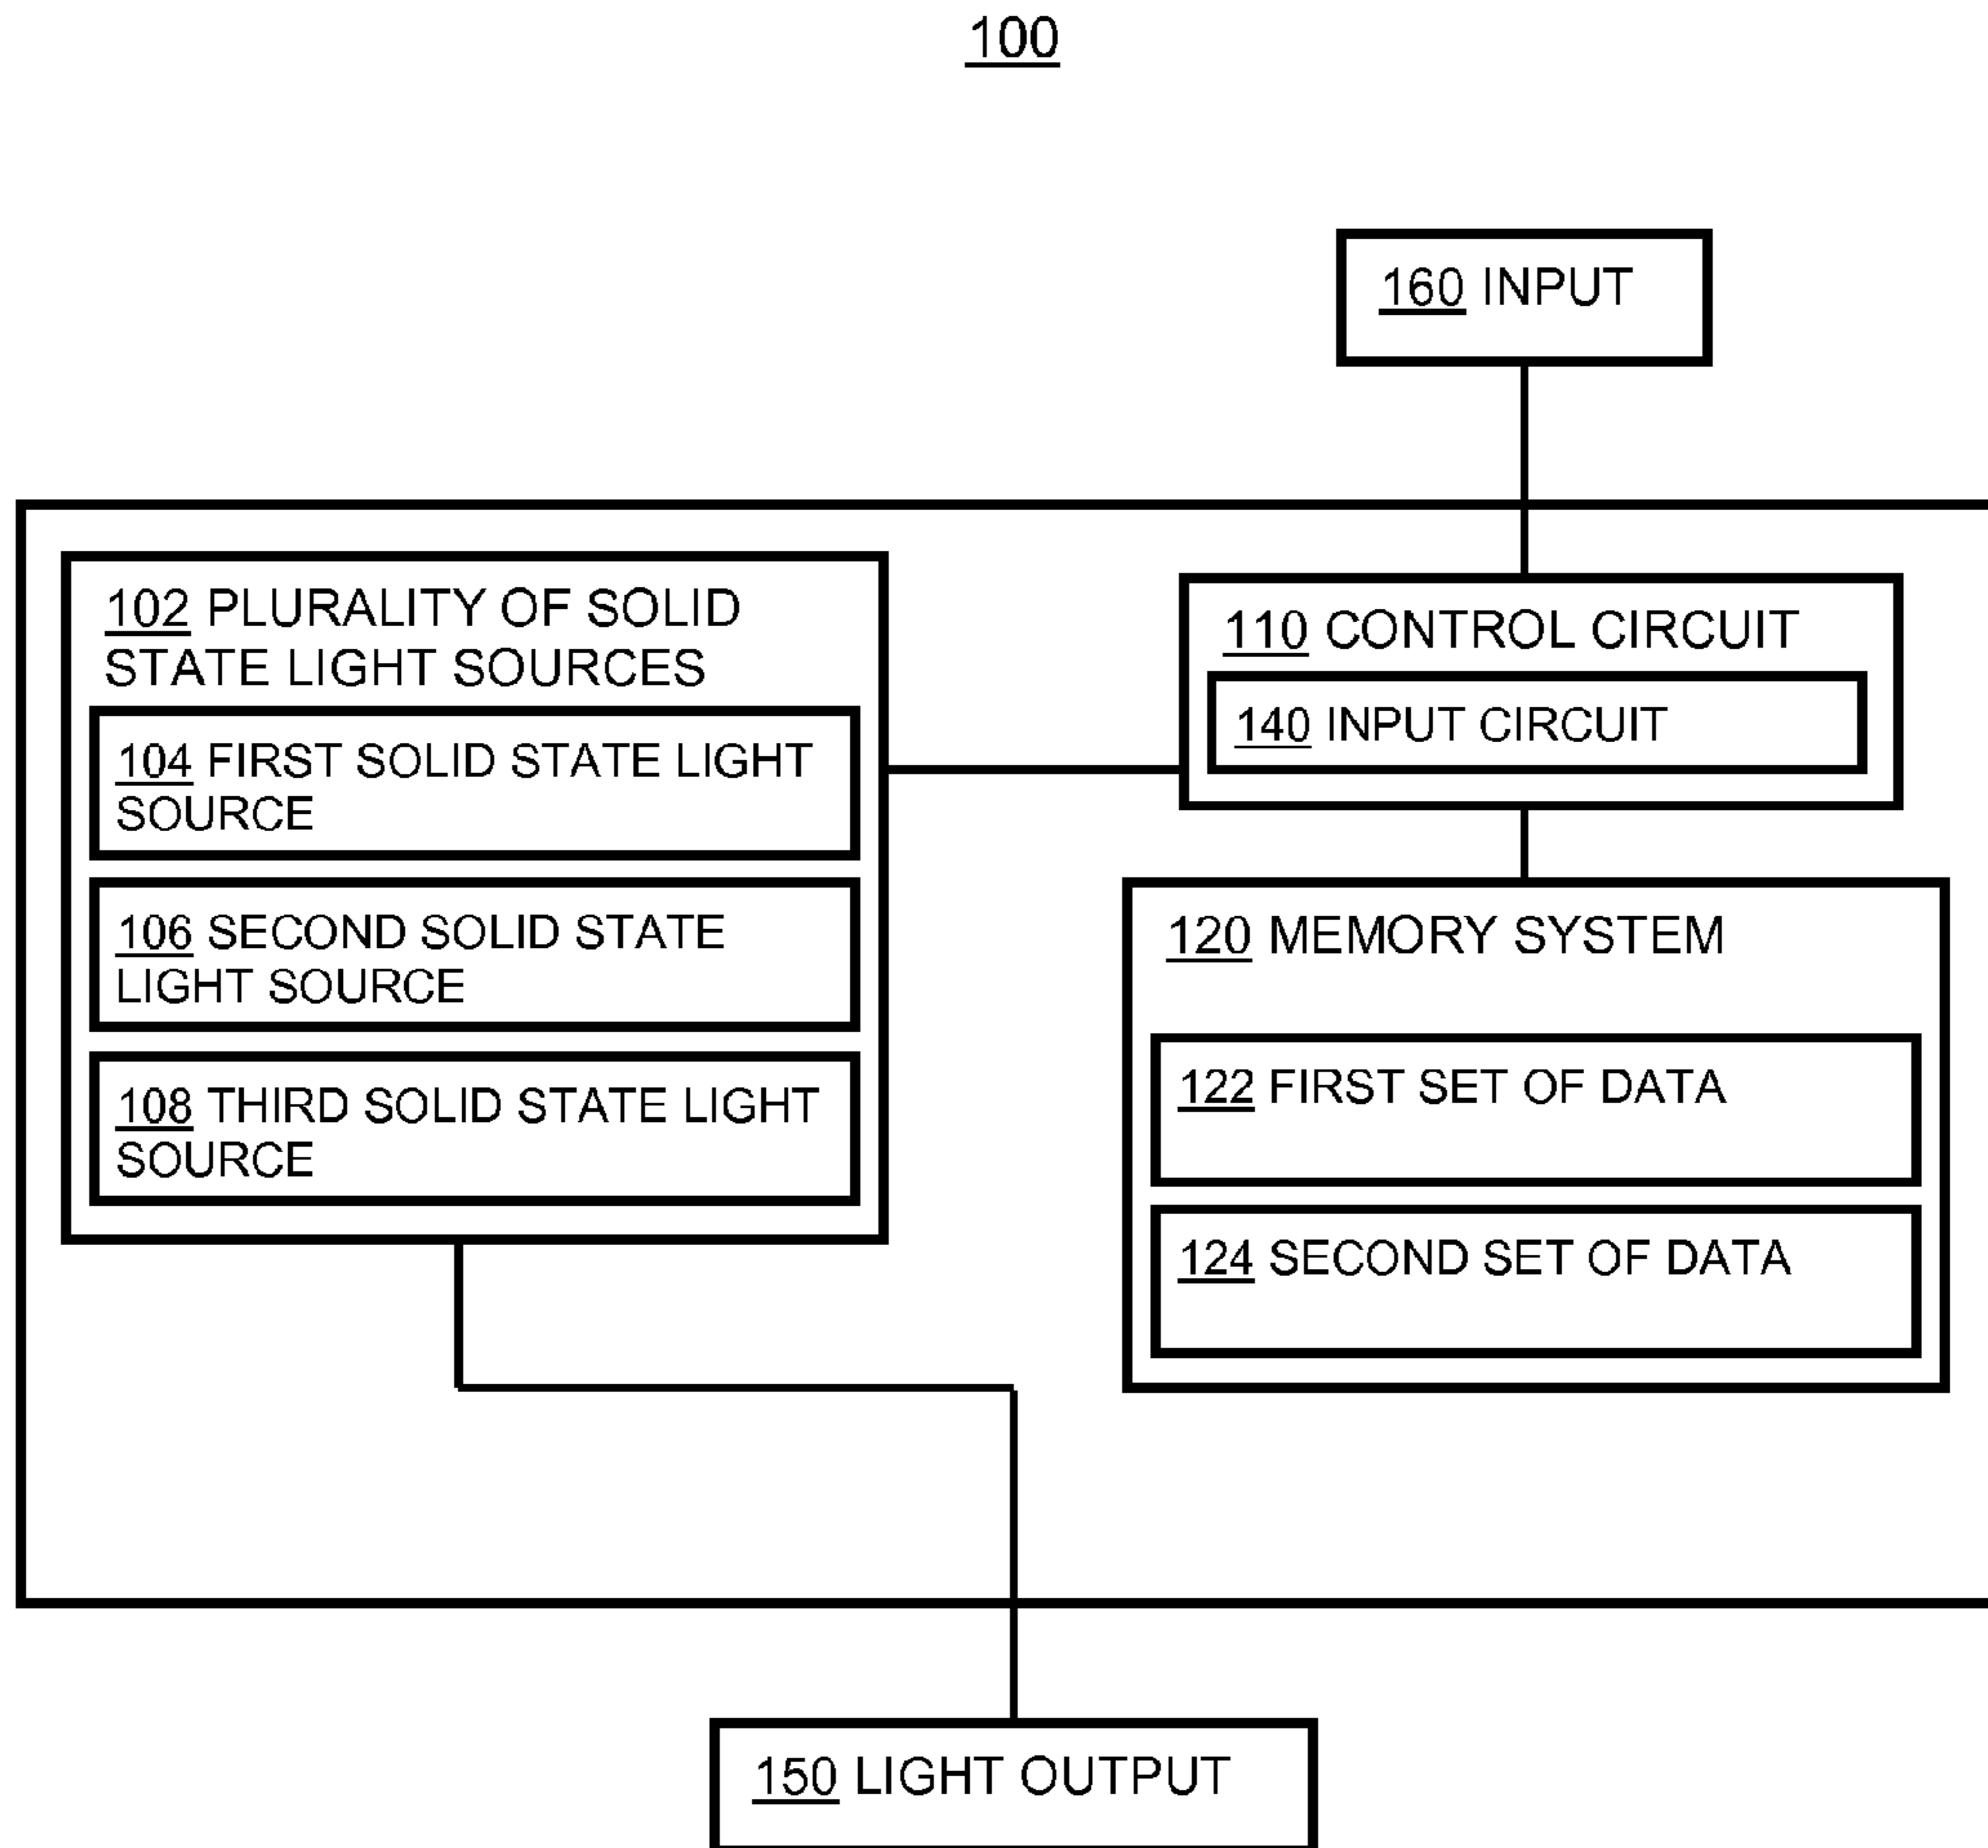 100
160 INPUT
102 PLURALITY OF SOLID
STATE LIGHT SOURCES
104 FIRST SOLID STATE LIGHT
SOURCE
106 SECOND SOLID STATE
LIGHT SOURCE
108 THIRD SOLID STATE LIGHT
SOURCE
110 CONTROL CIRCUIT
140 INPUT CIRCUIT
120 MEMORY SYSTEM
122 FIRST SET OF DATA
124 SECOND SET OF DATA
150 LIGHT OUTPUT